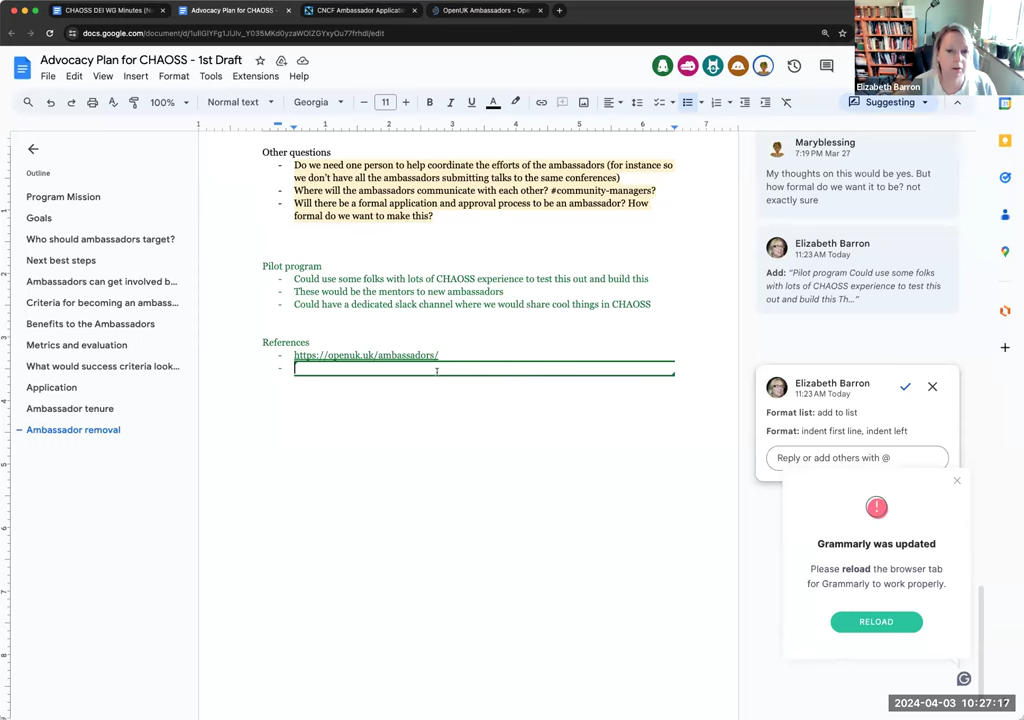 CHAOSS DEI WG Minutes (N
Advocacy Plan for CHAOSS -
CNCF Ambassador Applicati
OpenUK Ambassadors - Ope
Advocacy Plan for CHAOSS - 1st Draft
File Edit View Insert Format Tools Extensions Help
100% Normal text Georgia 11 Suggesting
Elizabeth Barron
1 1 2 3 4 5 6 7
Outline
Program Mission
Goals
Who should ambassadors target?
Next best steps
Ambassadors can get involved b...
Criteria for becoming an ambass...
Benefits to the Ambassadors
Metrics and evaluation
What would success criteria look...
Application
Ambassador tenure
Ambassador removal
Other questions
- Do we need one person to help coordinate the efforts of the ambassadors (for instance so
we don't have all the ambassadors submitting talks to the same conferences)
- Where will the ambassadors communicate with each other? #community-managers?
- Will there be a formal application and approval process to be an ambassador? How
formal do we want to make this?
Pilot program
- Could use some folks with lots of CHAOSS experience to test this out and build this
- These would be the mentors to new ambassadors
- Could have a dedicated slack channel where we would share cool things in CHAOSS
References
- https://openuk.uk/ambassadors/
-
Maryblessing
7:19 PM Mar 27
My thoughts on this would be yes. But
how formal do we want it to be? not
exactly sure
Elizabeth Barron
11:23 AM Today
Add: "Pilot program Could use some folks
with lots of CHAOSS experience to test this
out and build this Th..."
Elizabeth Barron
11:23 AM Today
Format list: add to list
Format: indent first line, indent left
Reply or add others with @
Grammarly was updated
Please reload the browser tab
for Grammarly to work properly.
RELOAD
2024-04-03 10:27:17